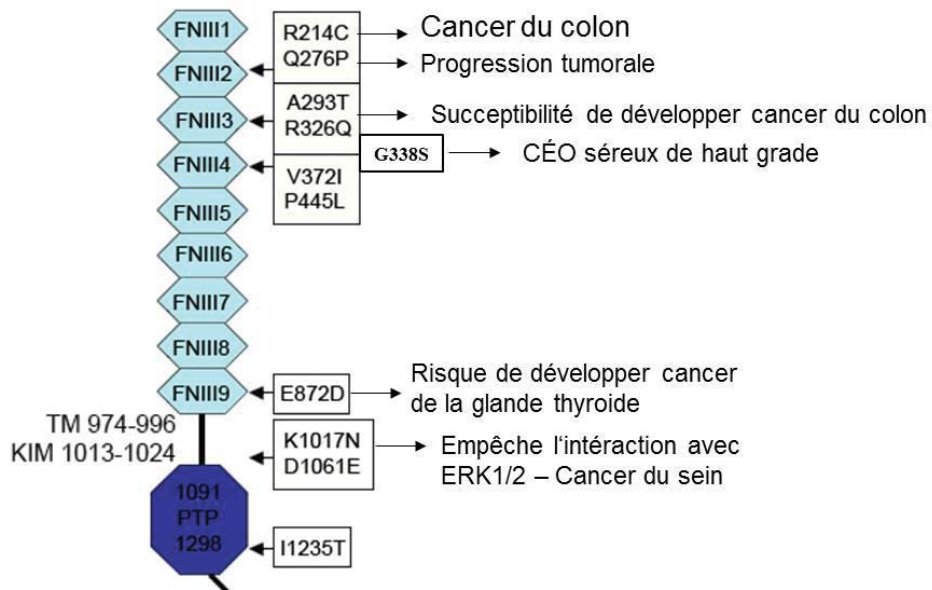 FNIII1
FNIII2
FNIII3
FNIII4
FNIII5
FNIII6
FNIII7
FNIII8
FNIII9
R214C
Q276P
Cancer du colon
Progression tumorale
A293T
R326Q
Succeptibilité de développer cancer du colon
G338S
CÉO séreux de haut grade
V372I
P445L
E872D
Risque de développer cancer
de la glande thyroide
TM 974-996
KIM 1013-1024
K1017N
D1061E
Empêche l'intéraction avec
ERK1/2 – Cancer du sein
1091
PTP
1298
I1235T